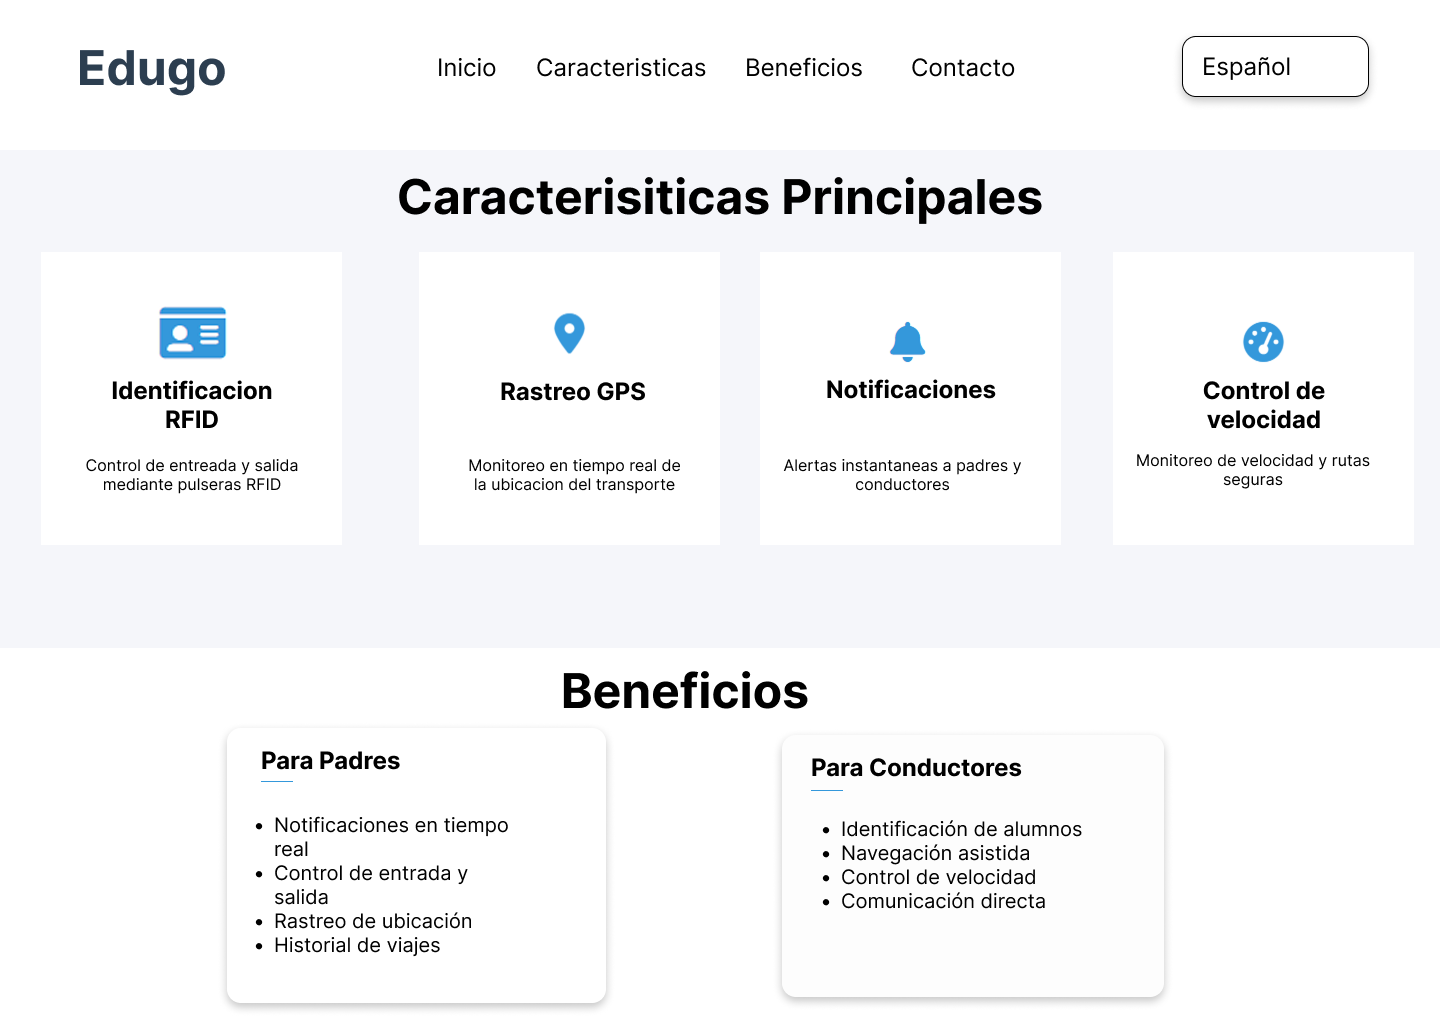 Edugo
Inicio
Caracteristicas
Beneficios
Contacto
Español
Caracterisiticas Principales
Identificacion
RFID
Control de entreada y salida
mediante pulseras RFID
Rastreo GPS
Monitoreo en tiempo real de
la ubicacion del transporte
Notificaciones
Alertas instantaneas a padres y
conductores
Control de
velocidad
Monitoreo de velocidad y rutas
seguras
Beneficios
Para Padres
• Notificaciones en tiempo
real
• Control de entrada y
salida
• Rastreo de ubicación
• Historial de viajes
Para Conductores
• Identificación de alumnos
• Navegación asistida
• Control de velocidad
• Comunicación directa